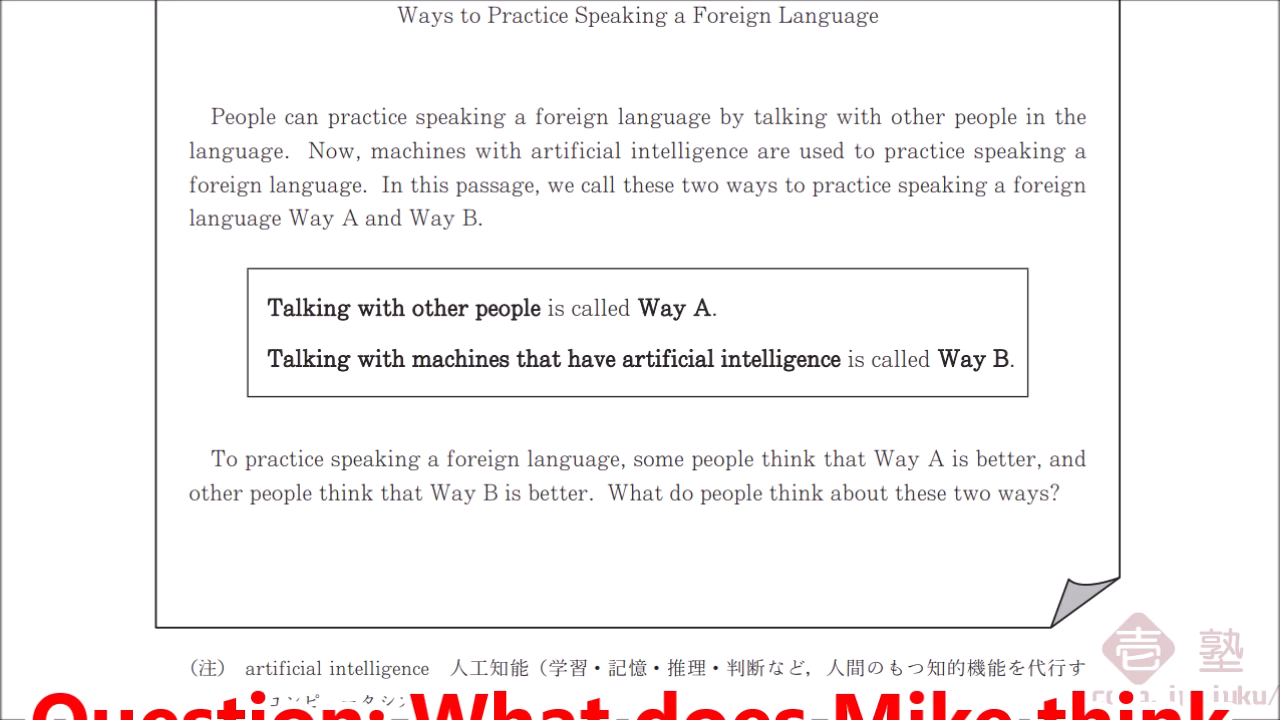 Ways to Practice Speaking a Foreign Language
People can practice speaking a foreign language by talking with other people in the
language. Now, machines with artificial intelligence are used to practice speaking a
foreign language. In this passage, we call these two ways to practice speaking a foreign
language Way A and Way B.
Talking with other people is called Way A.
Talking with machines that have artificial intelligence is called Way B.
To practice speaking a foreign language, some people think that Way A is better, and
other people think that Way B is better. What do people think about these two ways?
(注) artificial intelligence 人工知能(学習・記憶・推理・判断など,人間のもつ知的機能を代行す
壱塾
Question: What does Mike think